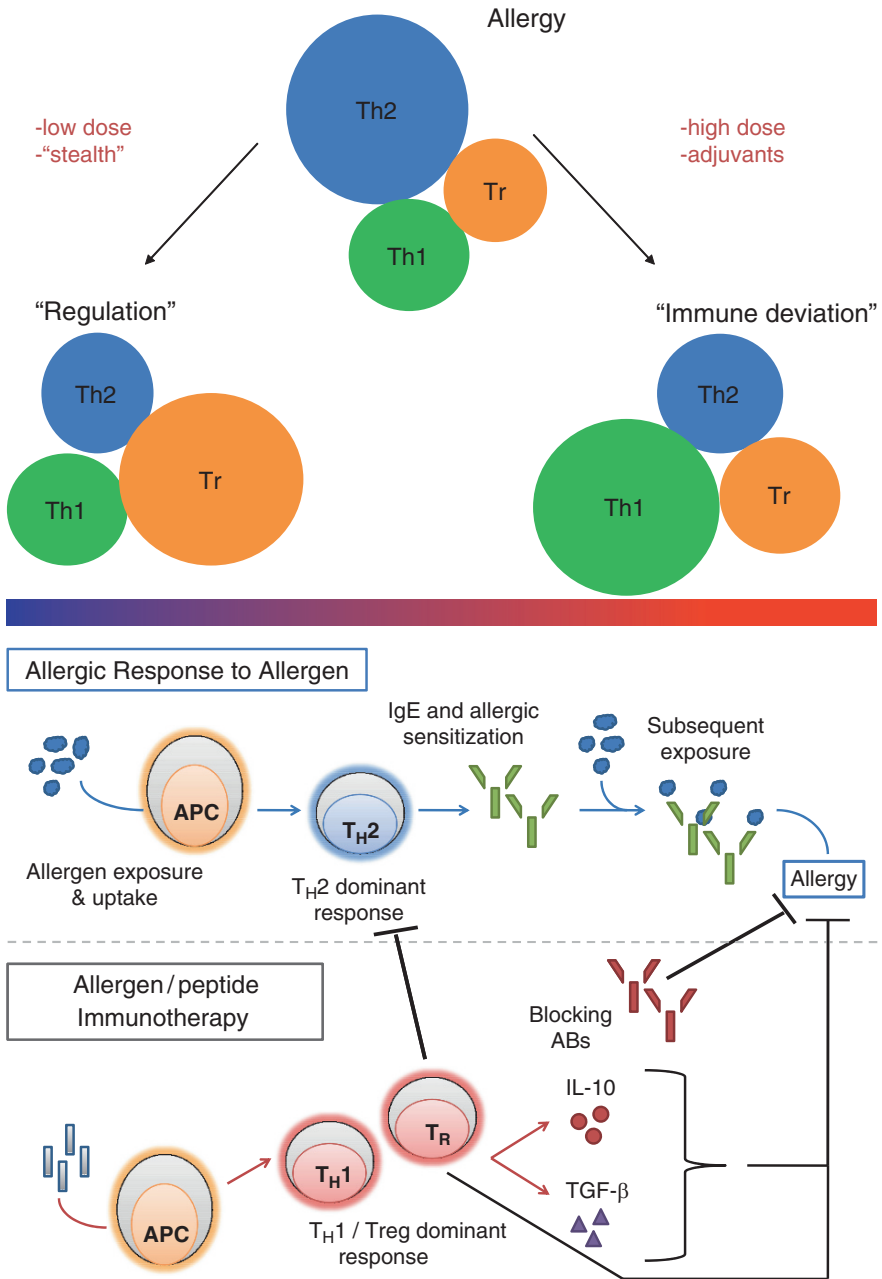 Allergy
Th2
-low dose
-“stealth”
-high dose
-adjuvants
Tr
Th1
“Regulation”
“Immune deviation”
Th2
Th2
Tr
Th1
Th1
Tr
Allergic Response to Allergen
IgE and allergic
sensitization
Subsequent
exposure
APC
TH2
Allergen exposure
& uptake
TH2 dominant
response
Allergy
Allergen/peptide
Immunotherapy
Blocking
ABs
IL-10
TR
TH1
TGF-β
APC
TH1 / Treg dominant
response